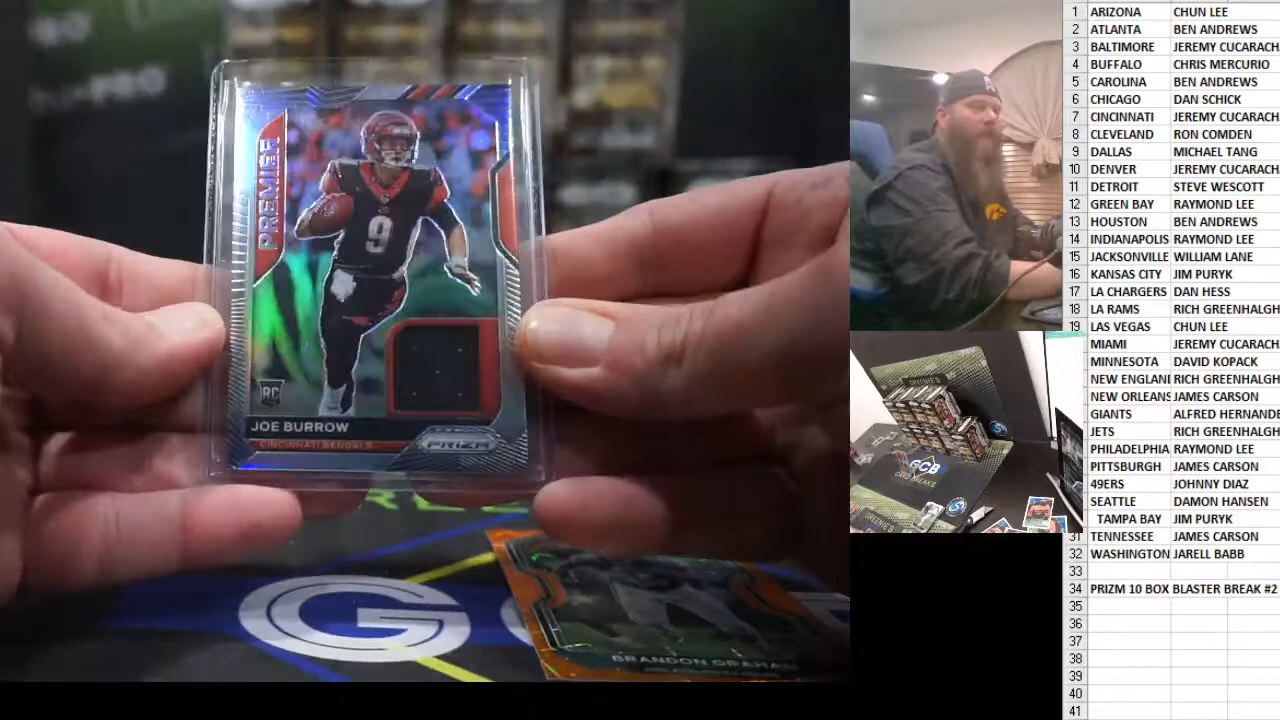 PREMIER
9
RC
JOE BURROW
CINCINNATI BENGALS
PRIZM
BRANDON GRAHAM
GCB
CARD BREAKS
GREENIE'S
1 ARIZONA CHUN LEE
2 ATLANTA BEN ANDREWS
3 BALTIMORE JEREMY CUCARACH
4 BUFFALO CHRIS MERCURIO
5 CAROLINA BEN ANDREWS
6 CHICAGO DAN SCHICK
7 CINCINNATI JEREMY CUCARACH
8 CLEVELAND RON COMDEN
9 DALLAS MICHAEL TANG
10 DENVER JEREMY CUCARACH
11 DETROIT STEVE WESCOTT
12 GREEN BAY RAYMOND LEE
13 HOUSTON BEN ANDREWS
14 INDIANAPOLIS RAYMOND LEE
15 JACKSONVILLE WILLIAM LANE
16 KANSAS CITY JIM PURYK
17 LA CHARGERS DAN HESS
18 LA RAMS RICH GREENHALGH
19 LAS VEGAS CHUN LEE
MIAMI JEREMY CUCARACH
MINNESOTA DAVID KOPACK
NEW ENGLAND RICH GREENHALGH
NEW ORLEANS JAMES CARSON
GIANTS ALFRED HERNANDE
JETS RICH GREENHALGH
PHILADELPHIA RAYMOND LEE
PITTSBURGH JAMES CARSON
49ERS JOHNNY DIAZ
SEATTLE DAMON HANSEN
TAMPA BAY JIM PURYK
31 TENNESSEE JAMES CARSON
32 WASHINGTON JARELL BABB
33
34 PRIZM 10 BOX BLASTER BREAK #2
35
36
37
38
39
40
41